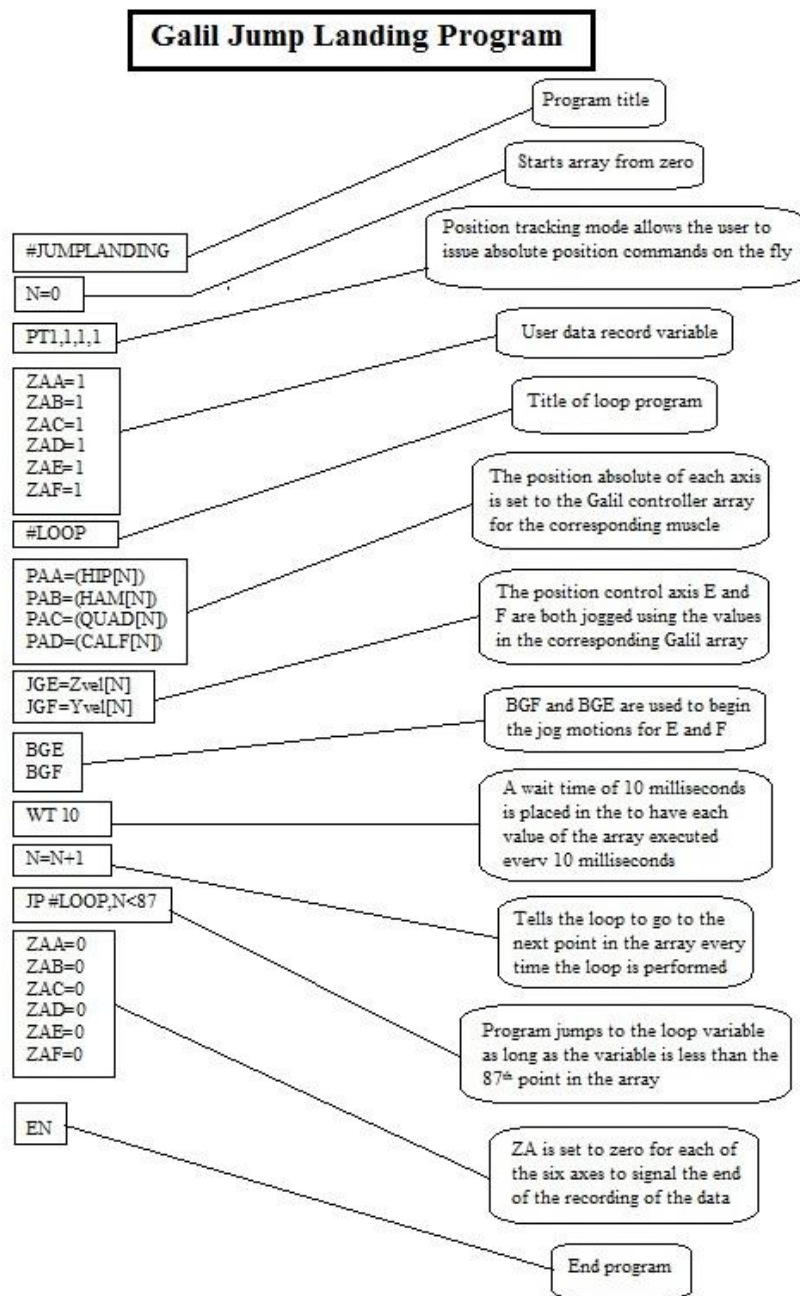 Galil Jump Landing Program
Program title
Starts array from zero
Position tracking mode allows the user to
issue absolute position commands on the fly
#JUMPLANDING
N=0
PT1,1,1,1
User data record variable
ZAA=1
ZAB=1
ZAC=1
ZAD=1
ZAE=1
ZAF=1
Title of loop program
#LOOP
The position absolute of each axis
is set to the Galil controller array
for the corresponding muscle
PAA=(HIP[N])
PAB=(HAM[N])
PAC=(QUAD[N])
PAD=(CALF[N])
The position control axis E and
F are both jogged using the values
in the corresponding Galil array
JGE=Zvel[N]
JGF=Yvel[N]
BGF and BGE are used to begin
the jog motions for E and F
BGE
BGF
A wait time of 10 milliseconds
is placed in the to have each
value of the array executed
every 10 milliseconds
WT 10
N=N+1
JP #LOOP,N<87
Tells the loop to go to the
next point in the array every
time the loop is performed
ZAA=0
ZAB=0
ZAC=0
ZAD=0
ZAE=0
ZAF=0
Program jumps to the loop variable
as long as the variable is less than the
87th point in the array
EN
ZA is set to zero for each of
the six axes to signal the end
of the recording of the data
End program